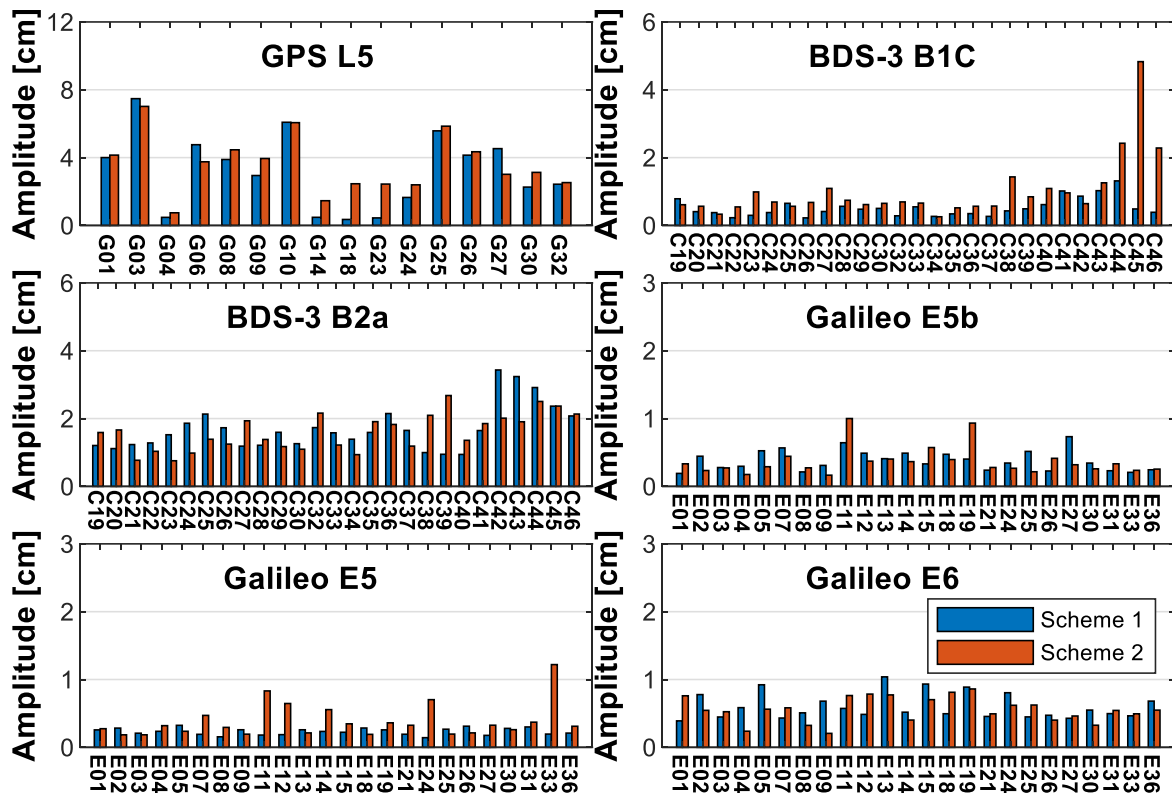 Amplitude [cm]
12
8
4
0
GPS L5
G01 G03 G04 G06 G08 G09 G10 G14 G18 G23 G24 G25 G26 G27 G30 G32
Amplitude [cm]
6
4
2
0
BDS-3 B1C
C19 C20 C21 C22 C23 C24 C25 C26 C27 C28 C29 C30 C32 C33 C34 C35 C36 C37 C38 C39 C40 C41 C42 C43 C44 C45 C46
Amplitude [cm]
6
4
2
0
BDS-3 B2a
C19 C20 C21 C22 C23 C24 C25 C26 C27 C28 C29 C30 C32 C33 C34 C35 C36 C37 C38 C39 C40 C41 C42 C43 C44 C45 C46
Amplitude [cm]
3
2
1
0
Galileo E5b
E01 E02 E03 E04 E05 E07 E08 E09 E11 E12 E13 E14 E15 E18 E19 E21 E24 E25 E26 E27 E30 E31 E33 E36
Amplitude [cm]
3
2
1
0
Galileo E5
E01 E02 E03 E04 E05 E07 E08 E09 E11 E12 E13 E14 E15 E18 E19 E21 E24 E25 E26 E27 E30 E31 E33 E36
Amplitude [cm]
3
2
1
0
Galileo E6
Scheme 1
Scheme 2
E01 E02 E03 E04 E05 E07 E08 E09 E11 E12 E13 E14 E15 E18 E19 E21 E24 E25 E26 E27 E30 E31 E33 E36